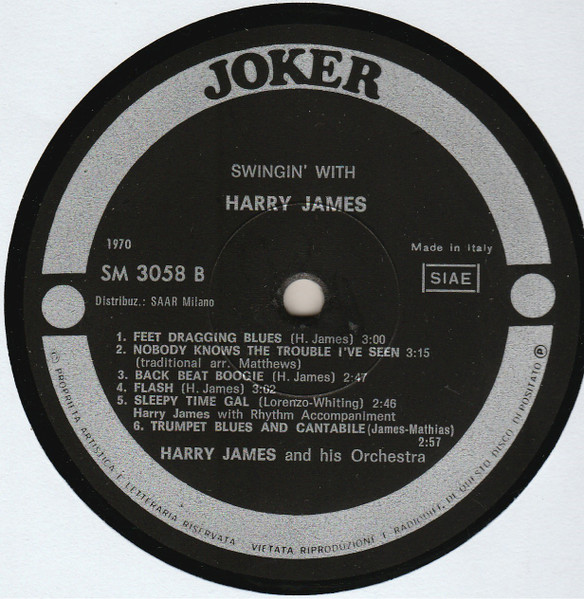 JOKER
SWINGIN' WITH
HARRY JAMES
1970
Made in Italy
SM 3058 B
SIAE
Distribuz.: SAAR Milano
1. FEET DRAGGING BLUES (H. James) 3:00
2. NOBODY KNOWS THE TROUBLE I'VE SEEN 3:15
(traditional arr. Matthews)
3. BACK BEAT BOOGIE (H. James) 2:47
4. FLASH (H. James) 3:02
5. SLEEPY TIME GAL (Lorenzo-Whiting) 2:46
Harry James with Rhythm Accompaniment
6. TRUMPET BLUES AND CANTABILE (James-Mathias)
2:57
HARRY JAMES and his Orchestra
© PROPRIETÀ ARTISTICA E LETTERARIA RISERVATA VIETATA RIPRODUZIONE E RADIODIFF. DI QUESTO DISCO. DEPOSITATO ℗